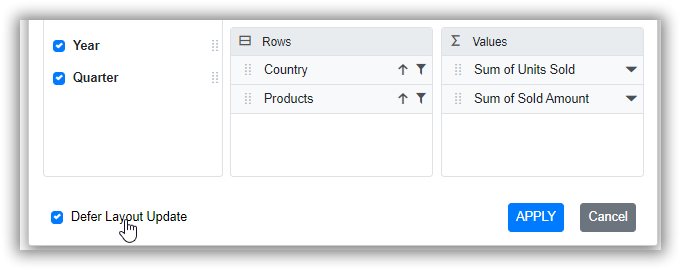 Year
Quarter
Rows
Country
Products
Σ Values
Sum of Units Sold
Sum of Sold Amount
Defer Layout Update
APPLY
Cancel